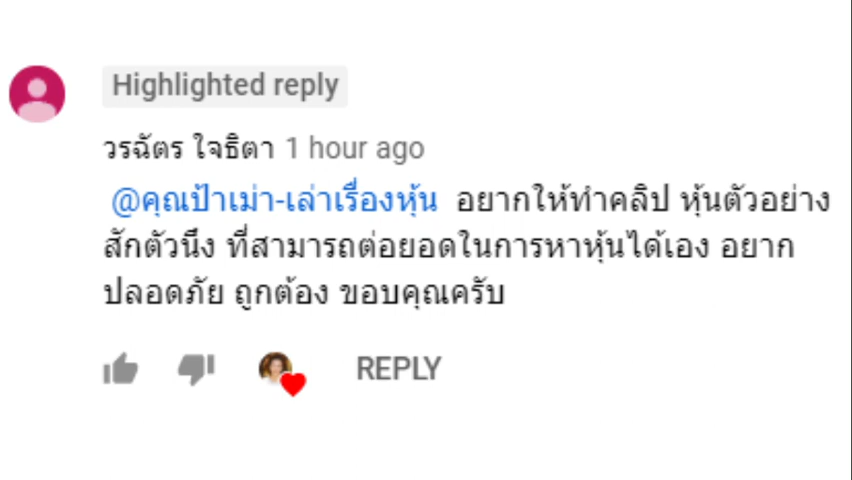 Highlighted reply
วรฉัตร ใจธิตา 1 hour ago
@คุณป้าเม่า-เล่าเรื่องหุ้น อยากให้ทำคลิป หุ้นตัวอย่าง
สักตัวนึง ที่สามารถต่อยอดในการหาหุ้นได้เอง อยาก
ปลอดภัย ถูกต้อง ขอบคุณครับ
REPLY